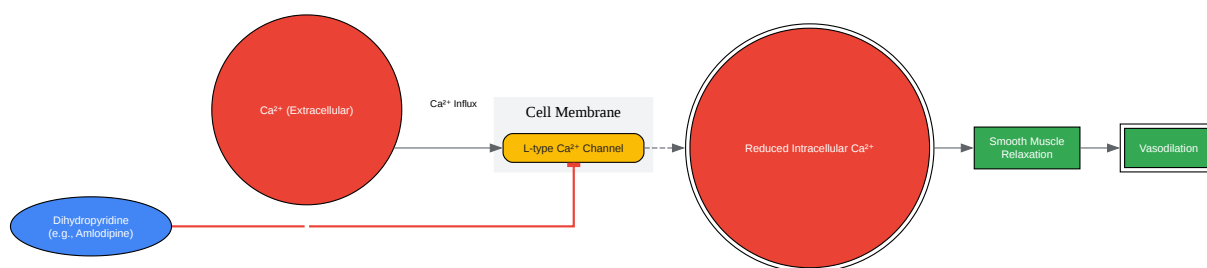 Ca²⁺ (Extracellular)
Ca²⁺ Influx
Cell Membrane
L-type Ca²⁺ Channel
Reduced Intracellular Ca²⁺
Smooth Muscle
Relaxation
Vasodilation
Dihydropyridine
(e.g., Amlodipine)